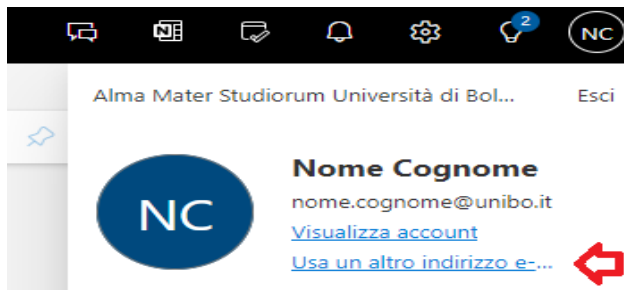 2
NC
Alma Mater Studiorum Università di Bol... Esci
NC
Nome Cognome
nome.cognome@unibo.it
Visualizza account
Usa un altro indirizzo e-...